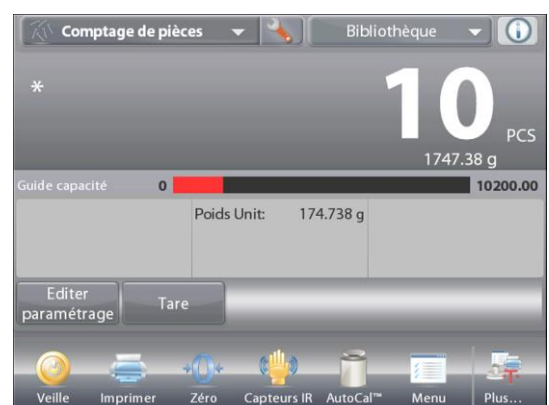 Comptage de pièces Bibliothèque
*
10 PCS
1747.38 g
Guide capacité 0 10200.00
Poids Unit: 174.738 g
Editer
paramétrage Tare
Veille Imprimer Zéro Capteurs IR AutoCal™ Menu Plus...